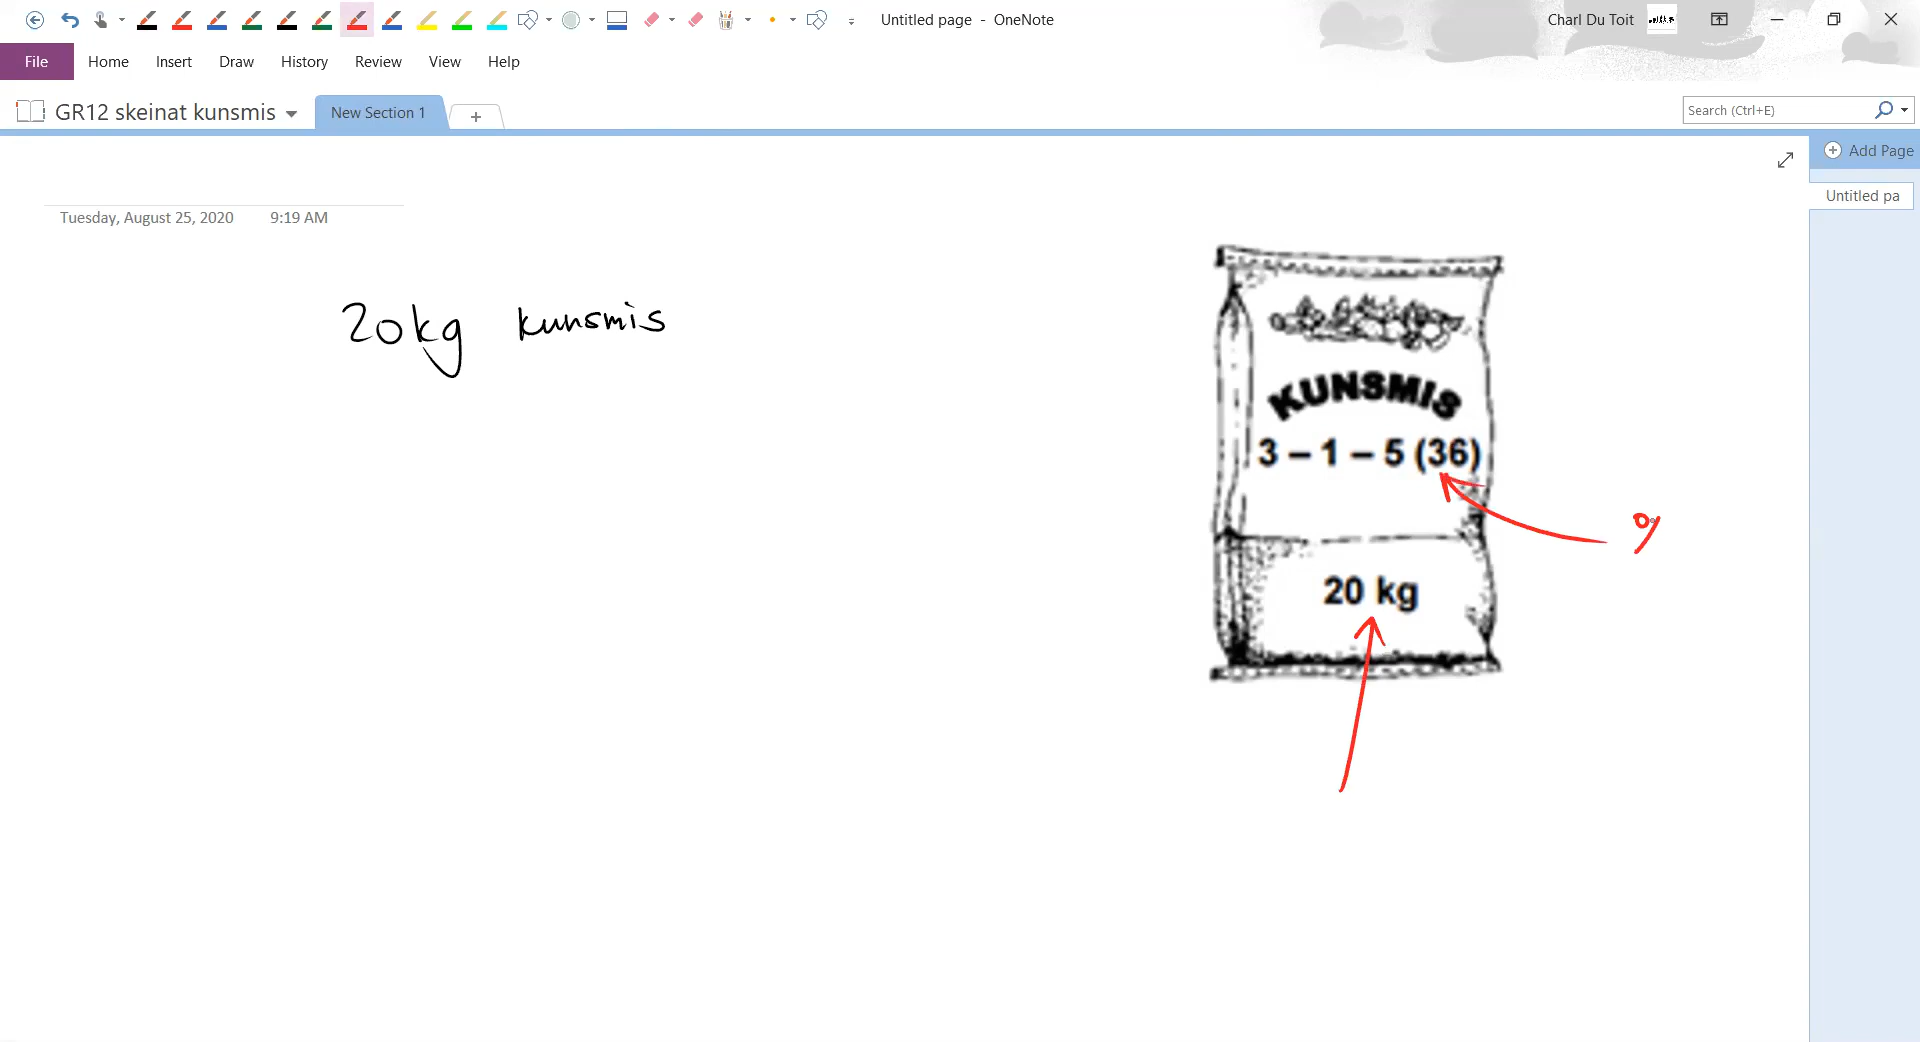 Untitled page - OneNote
Charl Du Toit
File Home Insert Draw History Review View Help
GR12 skeinat kunsmis
New Section 1
Search (Ctrl+E)
Add Page
Untitled pa
Tuesday, August 25, 2020 9:19 AM
20kg kunsmis
KUNSMIS
3 – 1 – 5 (36)
%
20 kg